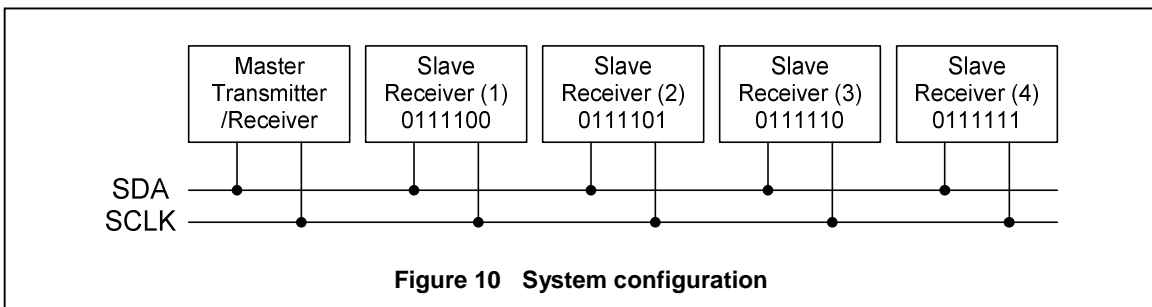 Master
Transmitter
/Receiver
Slave
Receiver (1)
0111100
Slave
Receiver (2)
0111101
Slave
Receiver (3)
0111110
Slave
Receiver (4)
0111111
SDA
SCLK
Figure 10 System configuration